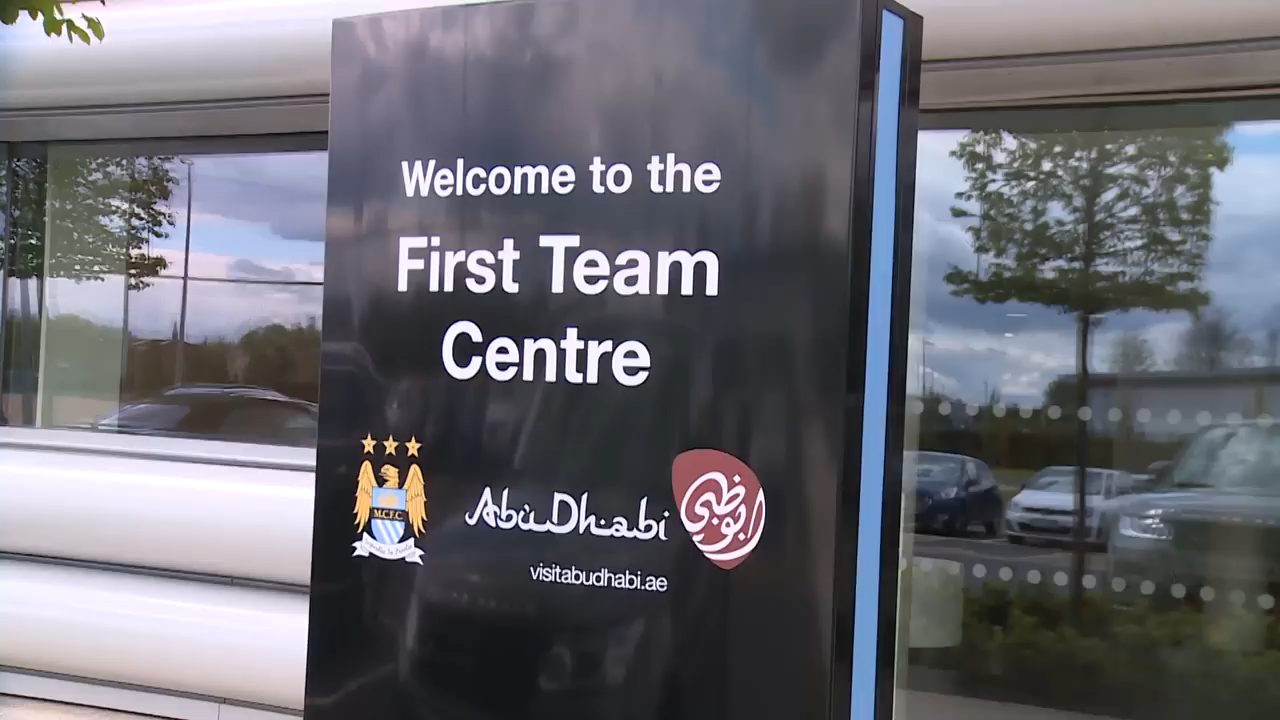 Welcome to the
First Team
Centre
M.C.F.C
AbuDhabi
أبوظبي
visitabudhabi.ae